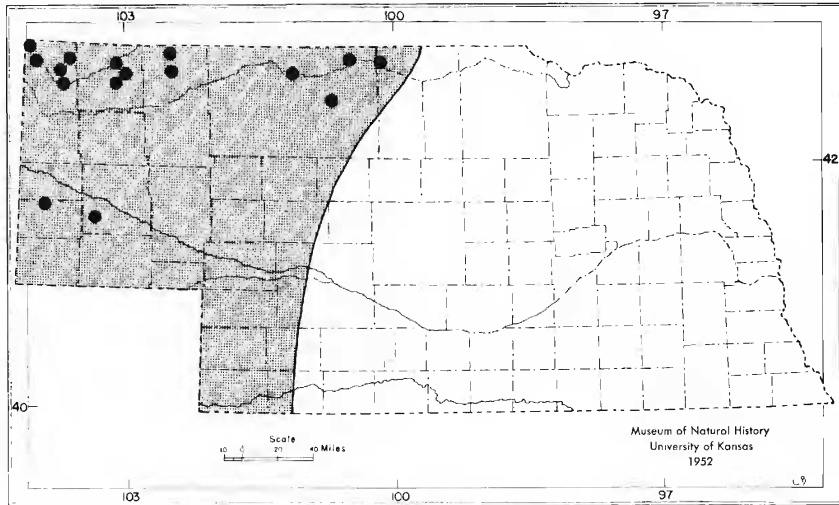 103 100 97
42
40
Scale
10 0 20 40 Miles
Museum of Natural History
University of Kansas
1952
LB
103 100 97